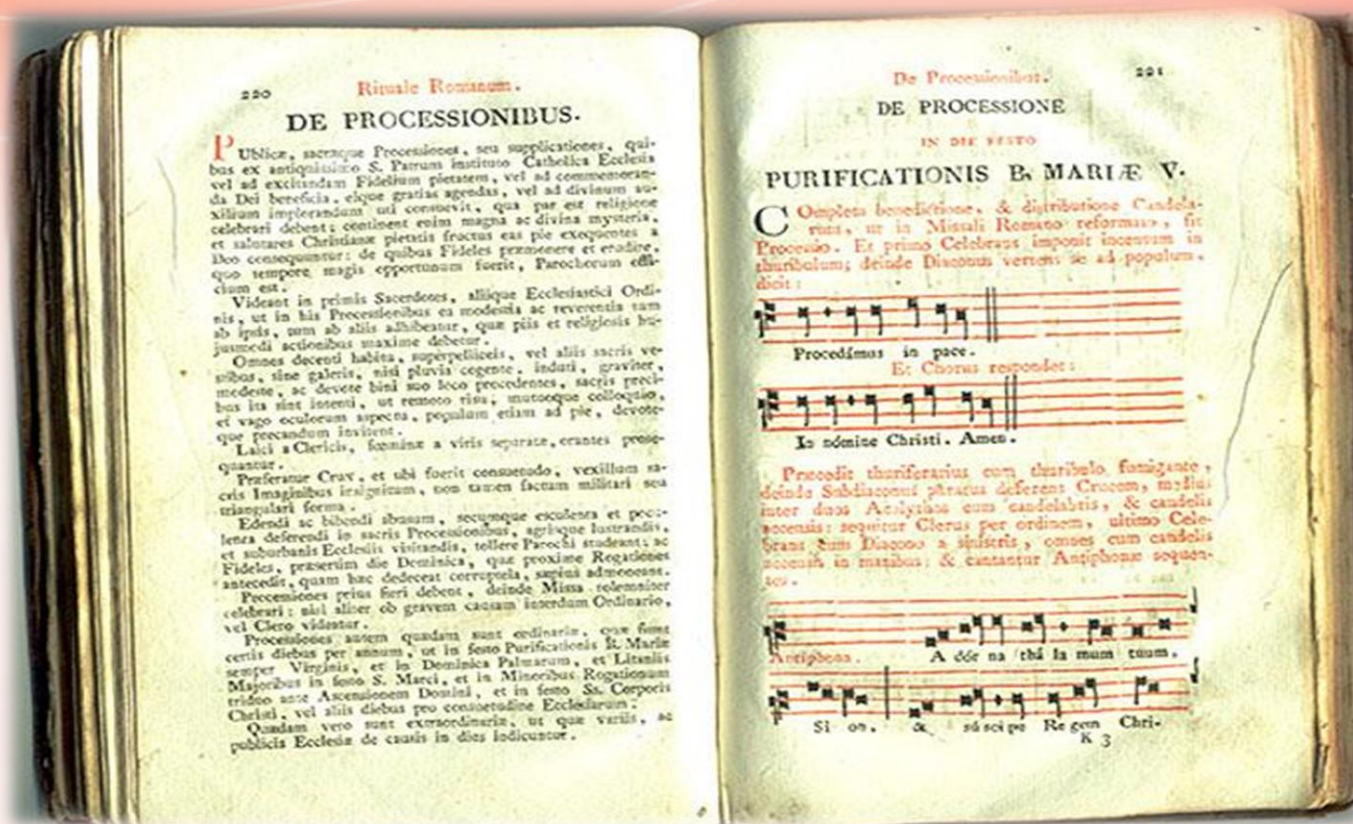 220
Rituale Romanum.
DE PROCESSIONIBUS.
PUblicæ, sacræque Processiones, seu supplicationes, qui-
bus ex antiquissimo S. Patrum instituto Catholica Ecclesia
vel ad excitandam Fidelium pietatem, vel ad commemoran-
da Dei beneficia, eique gratias agendas, vel ad divinum au-
xilium implorandum uti consuevit, qua par est religione
celebrari debent: continent enim magna ac divina mysteria,
et salutares Christianæ pietatis fructus eas pie exequentes a
Deo consequuntur: de quibus Fideles præmonere et erudire,
quo tempore magis opportunum fuerit, Parochorum offi-
cium est.
Videant in primis Sacerdotes, aliique Ecclesiastici Ordi-
nis, ut in his Precessionibus ea modestia ac reverentia tam
ab ipsis, tum ab aliis adhibeatur, quæ piis et religiosis hu-
jusmodi actionibus maxime debetur.
Omnes decenti habitu, superpelliceis, vel aliis sacris ve-
stibus, sine galeris, nisi pluvia cogente, induti, graviter,
modeste, ac devote bini suo loco procedentes, sacris preci-
bus ita sint intenti, ut remoto risu, mutuoque colloquio,
et vago oculorum aspectu, populum etiam ad pie, devote-
que precandum invitent.
Laici a Clericis, fœminæ a viris separatæ, orantes prose-
quantur.
Præferatur Crux, et ubi fuerit consuetudo, vexillum sa-
cris Imaginibus insignitum, non tamen factum militari seu
triangulari forma.
Edendi ac bibendi abusum, secumque esculenta et pocu-
lenta deferendi in sacris Processionibus, agrisque lustrandis,
et suburbanis Ecclesiis visitandis, tollere Parochi studeant: ac
Fideles, præsertim die Dominica, quæ proxime Rogationes
antecedit, quam hæc dedeceat corruptela, sæpius admoneant.
Processiones prius fieri debent, deinde Missa solemniter
celebrari: nisi aliter ob gravem causam interdum Ordinario,
vel Clero videatur.
Processiones autem quædam sunt ordinariæ, quæ fiunt
certis diebus per annum, ut in festo Purificationis B. Mariæ
semper Virginis, et in Dominica Palmarum, et Litaniis
Majoribus in festo S. Marci, et in Minoribus Rogationum
triduo ante Ascensionem Domini, et in festo Ss. Corporis
Christi, vel aliis diebus pro consuetudine Ecclesiarum.
Quædam vero sunt extraordinariæ, ut quæ variis, ac
publicis Ecclesiæ de causis in dies indicuntur.
De Processionibus.
221
DE PROCESSIONE
IN DIE FESTO
PURIFICATIONIS B. MARIÆ V.
COmpleta benedictione, & distributione Candela-
rum, ut in Missali Romano reformato, fit
Processio. Et primo Celebrans imponit incensum in
thuribulum; deinde Diaconus vertens se ad populum,
dicit:
Procedámus in pace.
Et Chorus respondet:
In nómine Christi. Amen.
Præcedit thuriferarius cum thuribulo fumigante,
deinde Subdiaconus paratus deferens Crucem, medius
inter duos Acolythos cum candelabris, & candelis
accensis: sequitur Clerus per ordinem, ultimo Cele-
brans cum Diacono a sinistris, omnes cum candelis
accensis in manibus: & cantantur Antiphonæ sequen-
tes.
Antiphona. A dór na thá la mum tuum.
Si on. & sú sci pe Re gem Chri-
K 3